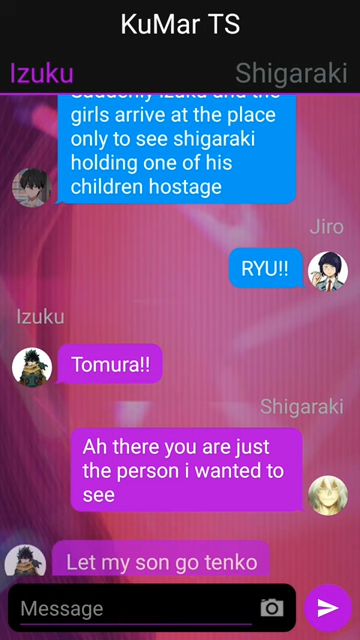 KuMar TS
Izuku
Shigaraki
Suddenly Izuku and the
girls arrive at the place
only to see shigaraki
holding one of his
children hostage
Jiro
RYU!!
Izuku
Tomura!!
Shigaraki
Ah there you are just
the person i wanted to
see
Let my son go tenko
Message